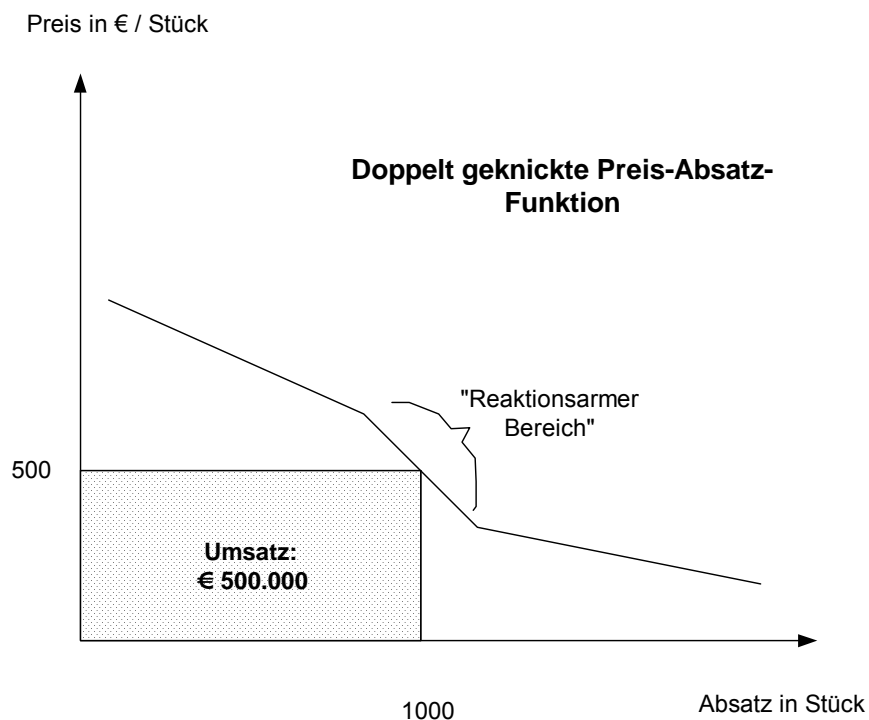 Preis in € / Stück
Doppelt geknickte Preis-Absatz-
Funktion
"Reaktionsarmer
Bereich"
500
Umsatz:
€ 500.000
1000
Absatz in Stück